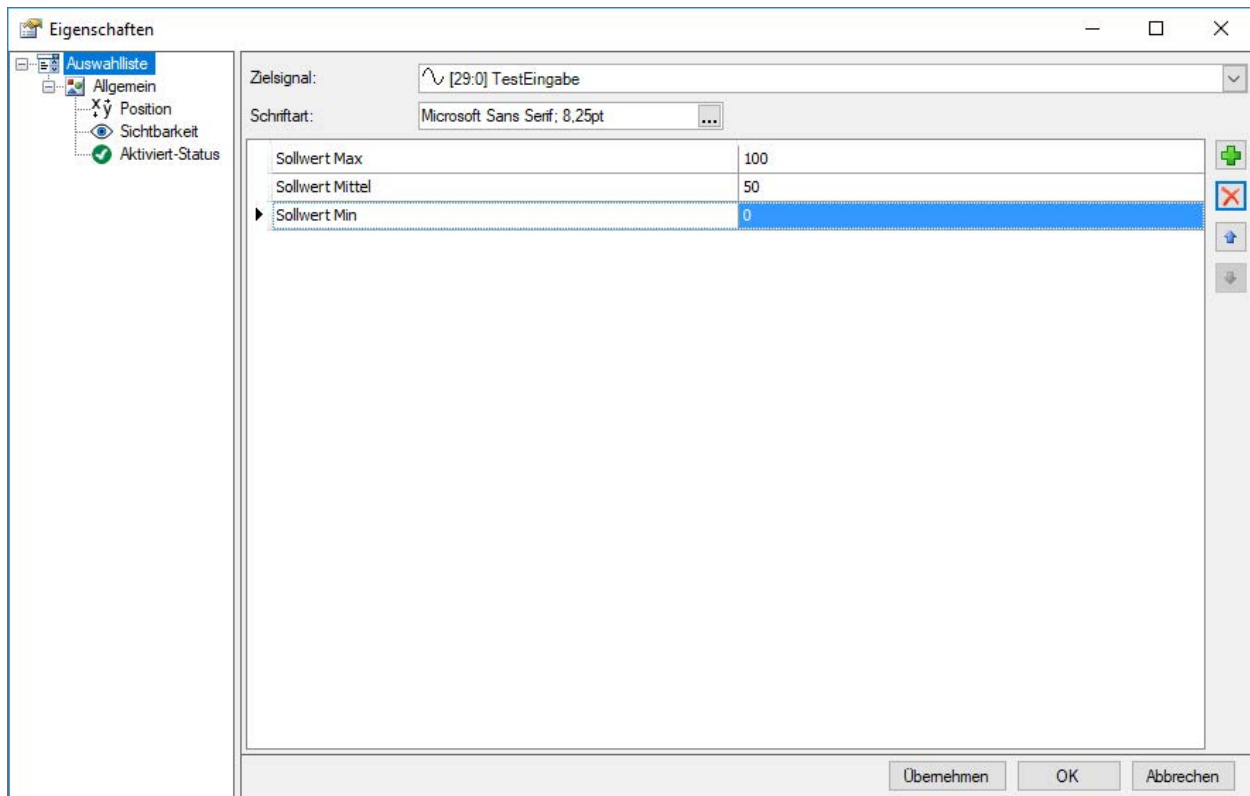 Eigenschaften
Auswahlliste
Allgemein
Position
Sichtbarkeit
Aktiviert-Status
Zielsignal: [29:0] TestEingabe
Schriftart: Microsoft Sans Serif; 8,25pt ...
Sollwert Max 100
Sollwert Mittel 50
Sollwert Min 0
Übernehmen OK Abbrechen